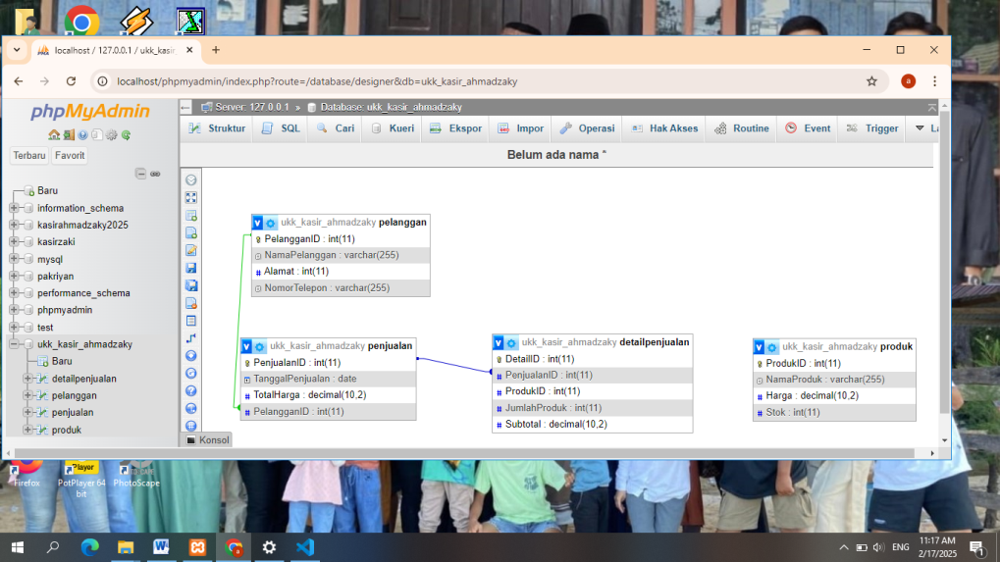 localhost / 127.0.0.1 / ukk_kasir
localhost/phpmyadmin/index.php?route=/database/designer&db=ukk_kasir_ahmadzaky
a
phpMyAdmin
Server: 127.0.0.1 » Database: ukk_kasir_ahmadzaky
Struktur SQL Cari Kueri Ekspor Impor Operasi Hak Akses Routine Event Trigger
Terbaru Favorit
Belum ada nama *
Baru
information_schema
kasirahmadzaky2025
kasirzaki
mysql
pakriyan
performance_schema
phpmyadmin
test
ukk_kasir_ahmadzaky
Baru
detailpenjualan
pelanggan
penjualan
produk
ukk_kasir_ahmadzaky pelanggan
PelangganID : int(11)
NamaPelanggan : varchar(255)
Alamat : int(11)
NomorTelepon : varchar(255)
ukk_kasir_ahmadzaky penjualan
PenjualanID : int(11)
TanggalPenjualan : date
TotalHarga : decimal(10,2)
PelangganID : int(11)
ukk_kasir_ahmadzaky detailpenjualan
DetailID : int(11)
PenjualanID : int(11)
ProdukID : int(11)
JumlahProduk : int(11)
Subtotal : decimal(10,2)
ukk_kasir_ahmadzaky produk
ProdukID : int(11)
NamaProduk : varchar(255)
Harga : decimal(10,2)
Stok : int(11)
Konsol
Player
Firefox
PotPlayer 64
bit
PhotoScape
ENG
11:17 AM
2/17/2025
1